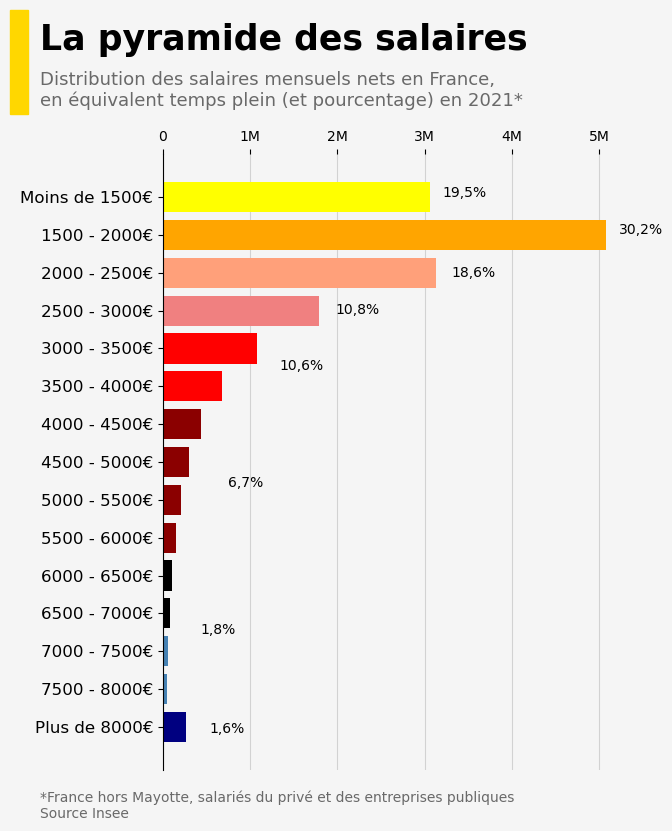 La pyramide des salaires
Distribution des salaires mensuels nets en France,
en équivalent temps plein (et pourcentage) en 2021*
0 1M 2M 3M 4M 5M
Moins de 1500€ 19,5%
1500 - 2000€ 30,2%
2000 - 2500€ 18,6%
2500 - 3000€ 10,8%
3000 - 3500€
10,6%
3500 - 4000€
4000 - 4500€
4500 - 5000€
6,7%
5000 - 5500€
5500 - 6000€
6000 - 6500€
6500 - 7000€
1,8%
7000 - 7500€
7500 - 8000€
Plus de 8000€ 1,6%
*France hors Mayotte, salariés du privé et des entreprises publiques
Source Insee